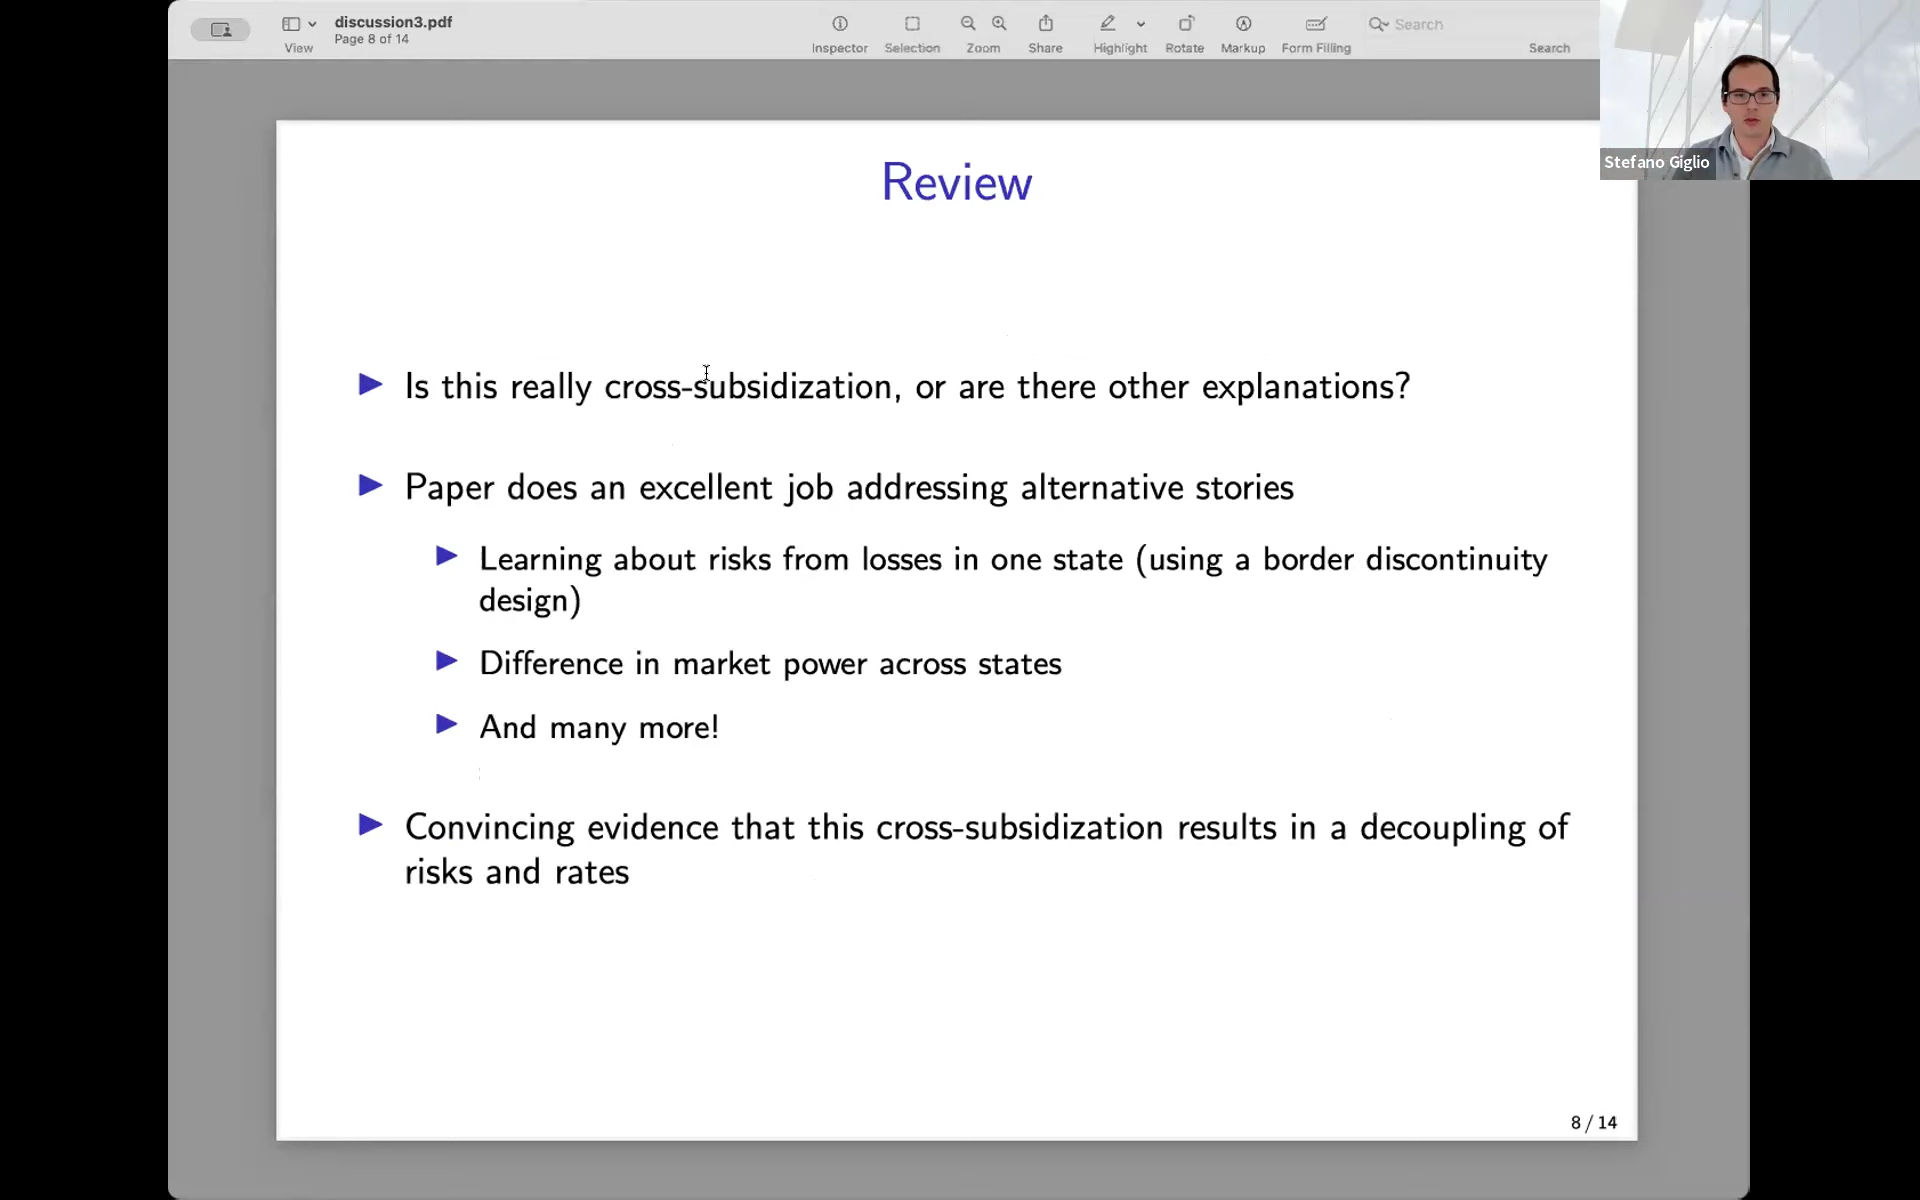 discussion3.pdf
Page 8 of 14
View
Inspector
Selection
Zoom
Share
Highlight
Rotate
Markup
Form Filling
Search
Search
Stefano Giglio
Review
Is this really cross-subsidization, or are there other explanations?
Paper does an excellent job addressing alternative stories
Learning about risks from losses in one state (using a border discontinuity
design)
Difference in market power across states
And many more!
Convincing evidence that this cross-subsidization results in a decoupling of
risks and rates
8 / 14